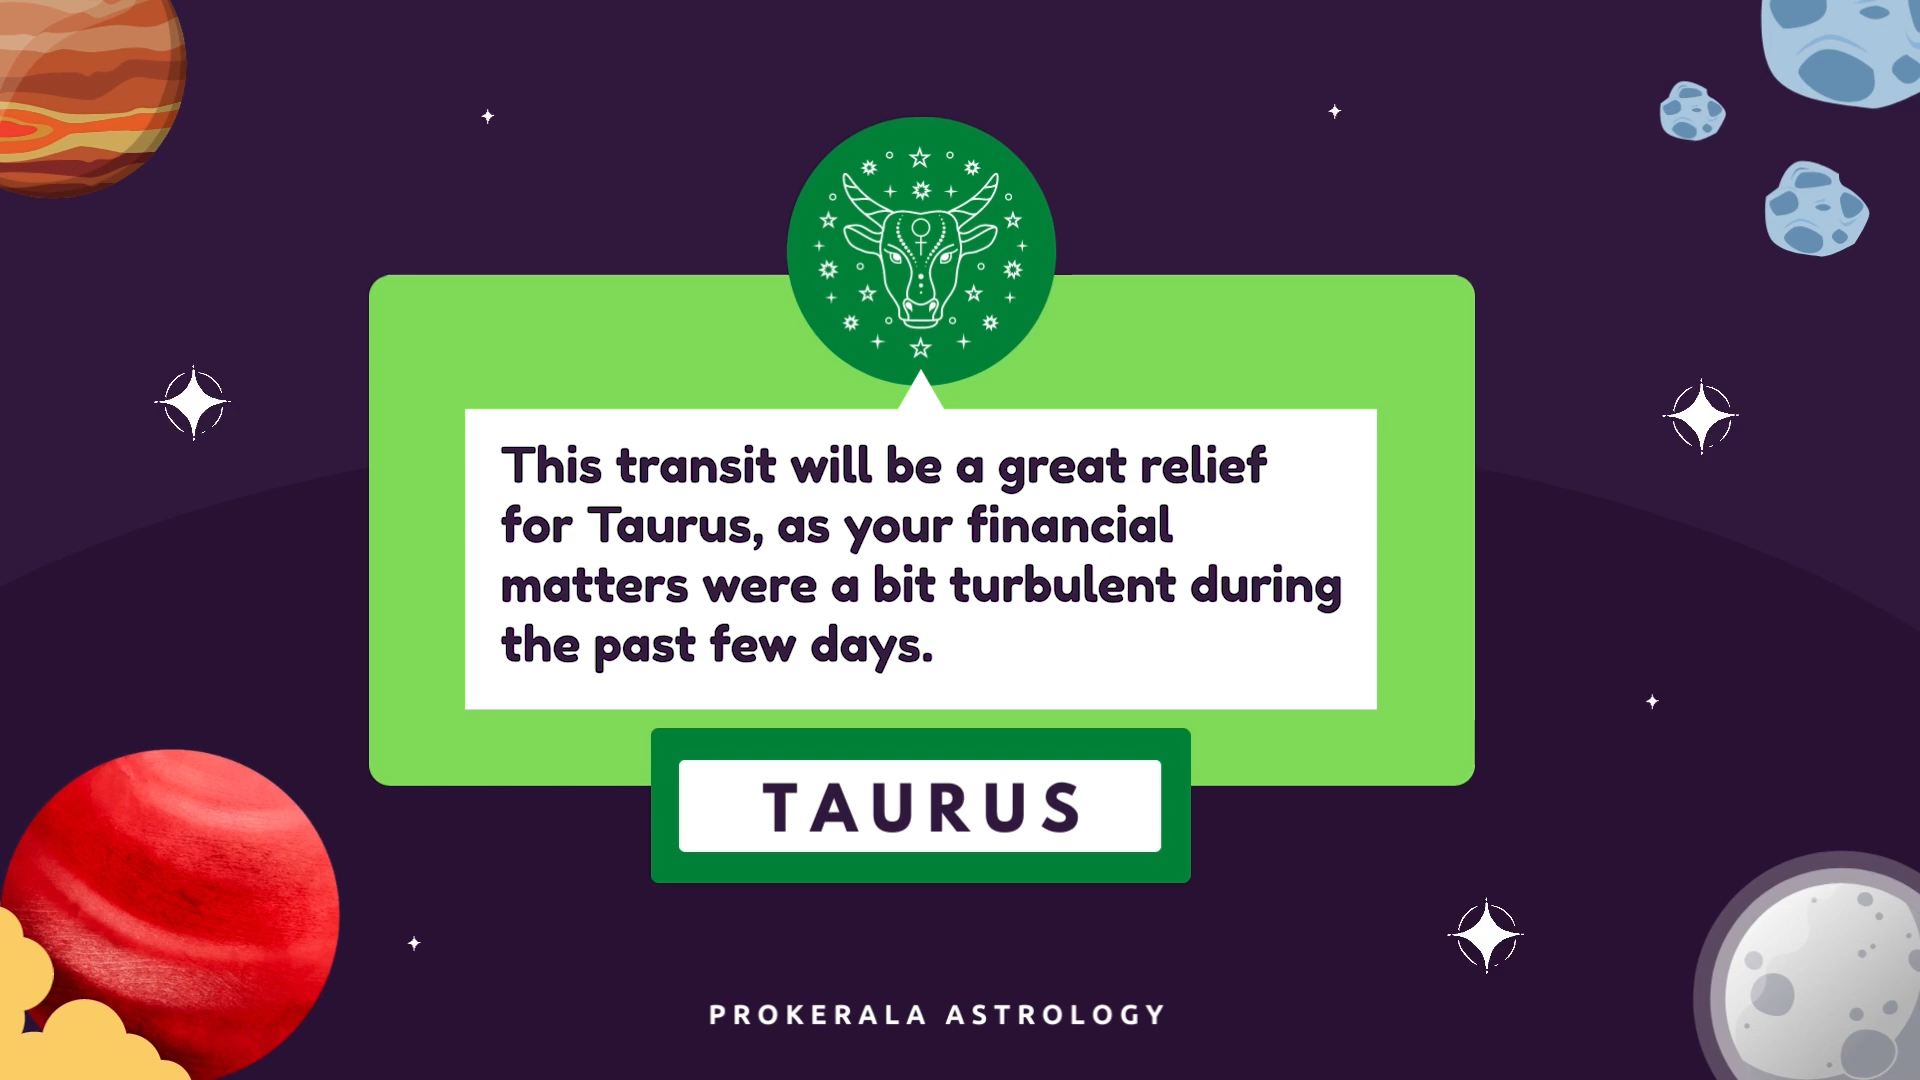 This transit will be a great relief
for Taurus, as your financial
matters were a bit turbulent during
the past few days.
TAURUS
PROKERALA ASTROLOGY